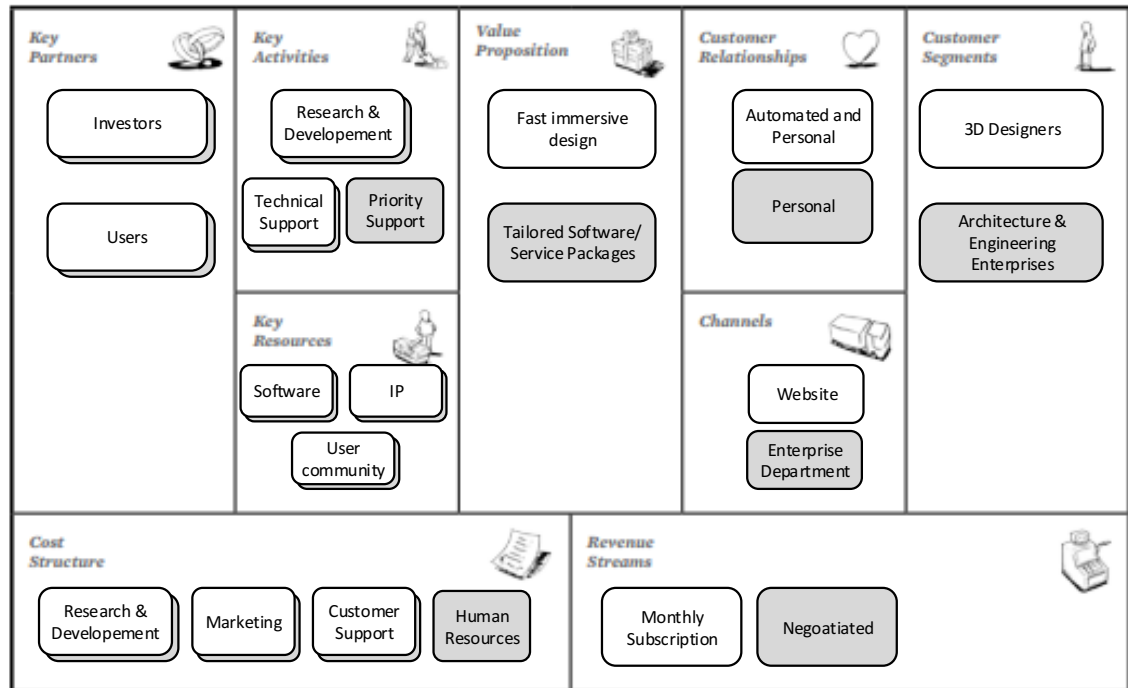 Key
Partners
Investors
Users
Key
Activities
Research &
Developement
Technical
Support
Priority
Support
Key
Resources
Software
IP
User
community
Value
Proposition
Fast immersive
design
Tailored Software/
Service Packages
Customer
Relationships
Automated and
Personal
Personal
Channels
Website
Enterprise
Department
Customer
Segments
3D Designers
Architecture &
Engineering
Enterprises
Cost
Structure
Research &
Developement
Marketing
Customer
Support
Human
Resources
Revenue
Streams
Monthly
Subscription
Negoatiated